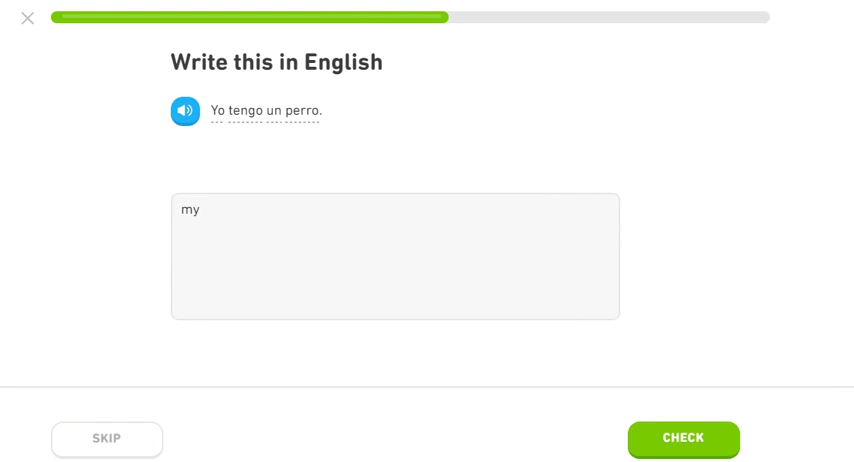 Write this in English
Yo tengo un perro.
my
SKIP
CHECK